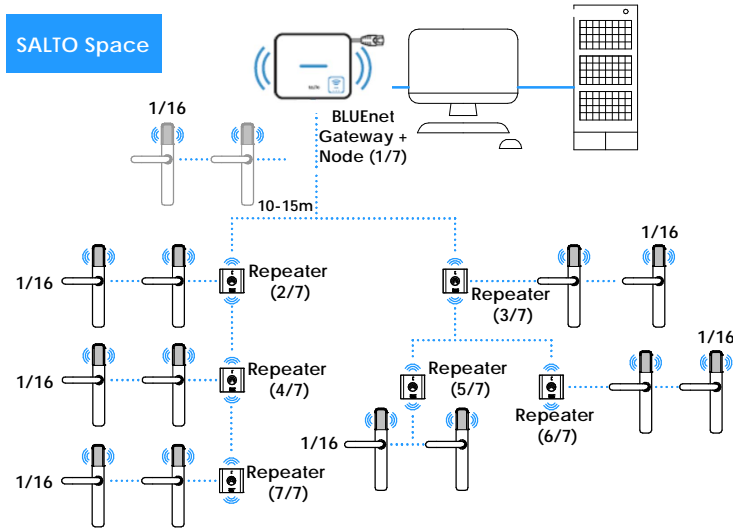 SALTO Space
BLUEnet
Gateway +
Node (1/7)
1/16
10-15m
1/16
Repeater
(2/7)
Repeater
(3/7)
1/16
1/16
Repeater
(4/7)
Repeater
(5/7)
Repeater
(6/7)
1/16
1/16
1/16
Repeater
(7/7)